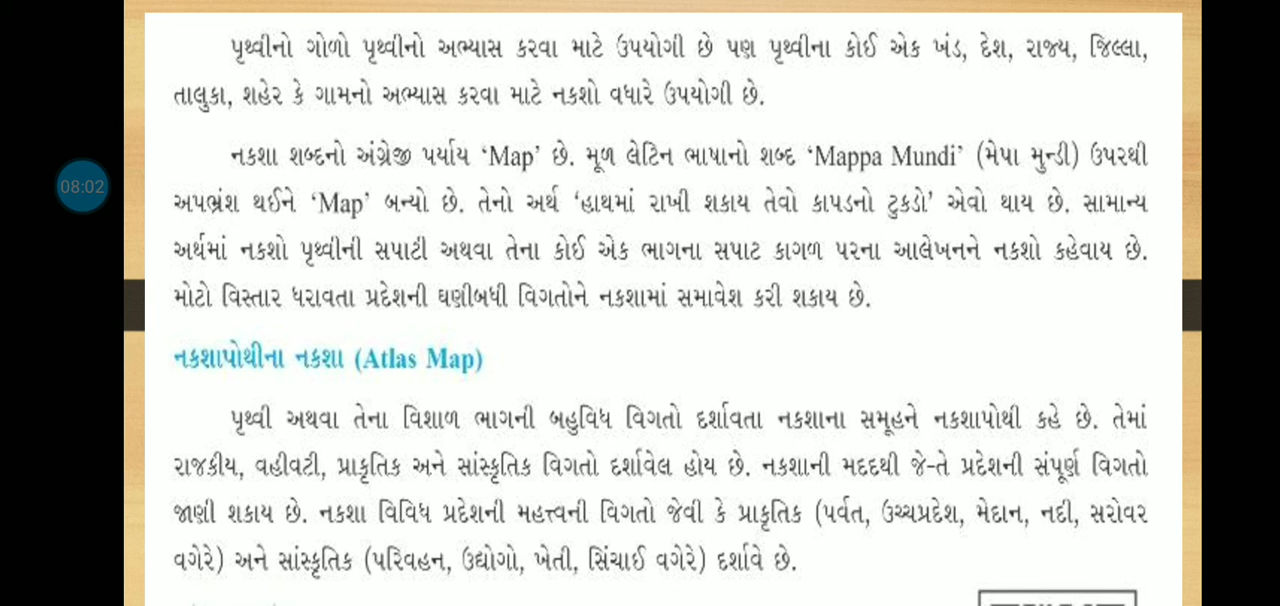 પૃથ્વીનો ગોળો પૃથ્વીનો અભ્યાસ કરવા માટે ઉપયોગી છે પણ પૃથ્વીના કોઈ એક ખંડ, દેશ, રાજ્ય, જિલ્લા,
તાલુકા, શહેર કે ગામનો અભ્યાસ કરવા માટે નકશો વધારે ઉપયોગી છે.
નકશા શબ્દનો અંગ્રેજી પર્યાય ‘Map’ છે. મૂળ લેટિન ભાષાનો શબ્દ ‘Mappa Mundi’ (મેપા મુન્ડી) ઉપરથી
08:02
અપભ્રંશ થઈને ‘Map’ બન્યો છે. તેનો અર્થ ‘હાથમાં રાખી શકાય તેવો કાપડનો ટુકડો’ એવો થાય છે. સામાન્ય
અર્થમાં નકશો પૃથ્વીની સપાટી અથવા તેના કોઈ એક ભાગના સપાટ કાગળ પરના આલેખનને નકશો કહેવાય છે.
મોટો વિસ્તાર ધરાવતા પ્રદેશની ઘણીબધી વિગતોને નકશામાં સમાવેશ કરી શકાય છે.
નકશાપોથીના નકશા (Atlas Map)
પૃથ્વી અથવા તેના વિશાળ ભાગની બહુવિધ વિગતો દર્શાવતા નકશાના સમૂહને નકશાપોથી કહે છે. તેમાં
રાજકીય, વહીવટી, પ્રાકૃતિક અને સાંસ્કૃતિક વિગતો દર્શાવેલ હોય છે. નકશાની મદદથી જે-તે પ્રદેશની સંપૂર્ણ વિગતો
જાણી શકાય છે. નકશા વિવિધ પ્રદેશની મહત્ત્વની વિગતો જેવી કે પ્રાકૃતિક (પર્વત, ઉચ્ચપ્રદેશ, મેદાન, નદી, સરોવર
વગેરે) અને સાંસ્કૃતિક (પરિવહન, ઉદ્યોગો, ખેતી, સિંચાઈ વગેરે) દર્શાવે છે.